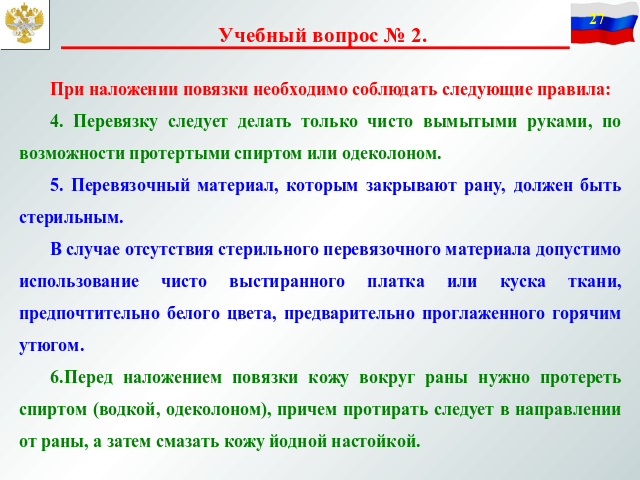 27
Учебный вопрос № 2.
При наложении повязки необходимо соблюдать следующие правила:
4. Перевязку следует делать только чисто вымытыми руками, по
возможности протертыми спиртом или одеколоном.
5. Перевязочный материал, которым закрывают рану, должен быть
стерильным.
В случае отсутствия стерильного перевязочного материала допустимо
использование чисто выстиранного платка или куска ткани,
предпочтительно белого цвета, предварительно проглаженного горячим
утюгом.
6.Перед наложением повязки кожу вокруг раны нужно протереть
спиртом (водкой, одеколоном), причем протирать следует в направлении
от раны, а затем смазать кожу йодной настойкой.